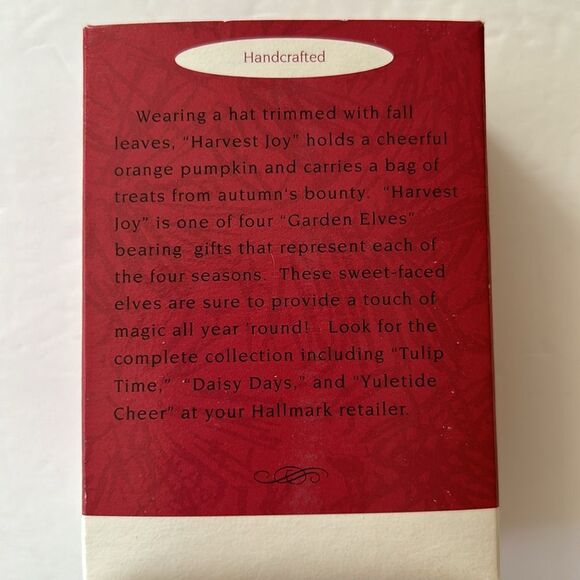 Handcrafted
Wearing a hat trimmed with fall
leaves, “Harvest Joy” holds a cheerful
orange pumpkin and carries a bag of
treats from autumn's bounty. “Harvest
Joy” is one of four “Garden Elves”
bearing gifts that represent each of
the four seasons. These sweet-faced
elves are sure to provide a touch of
magic all year 'round! Look for the
complete collection including “Tulip
Time,” “Daisy Days,” and “Yuletide
Cheer” at your Hallmark retailer.